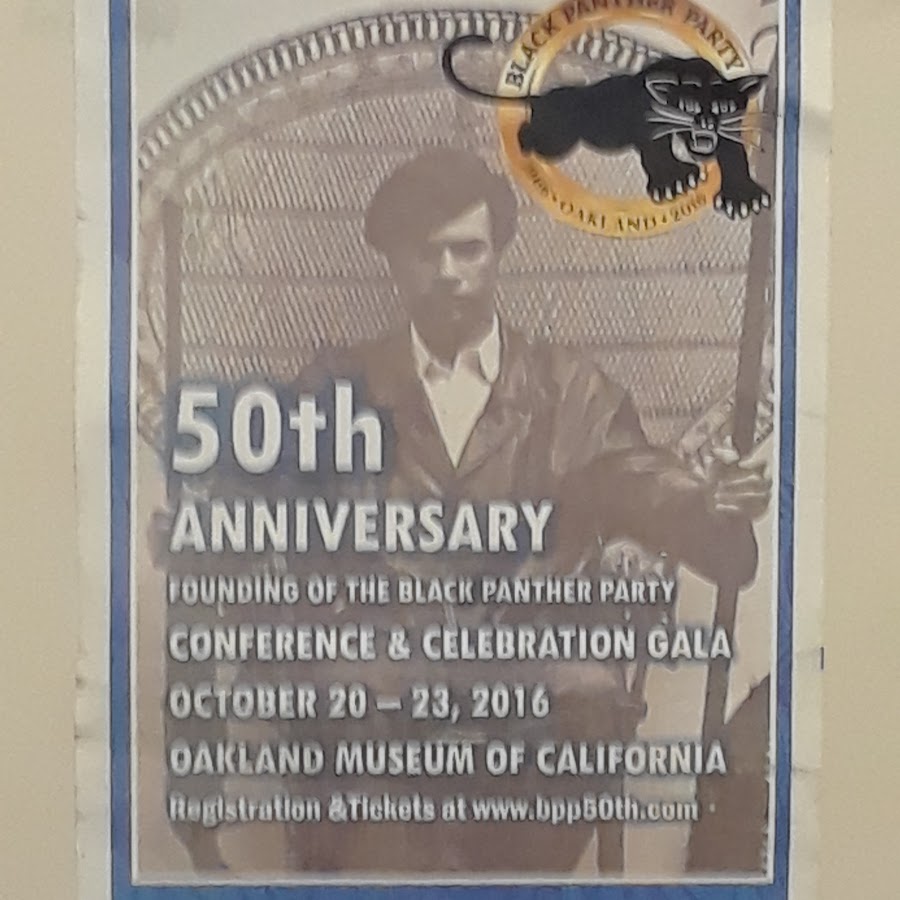 BLACK PANTHER PARTY
OAKLAND • 2016
50th
ANNIVERSARY
FOUNDING OF THE BLACK PANTHER PARTY
CONFERENCE & CELEBRATION GALA
OCTOBER 20 – 23, 2016
OAKLAND MUSEUM OF CALIFORNIA
Registration &Tickets at www.bpp50th.com